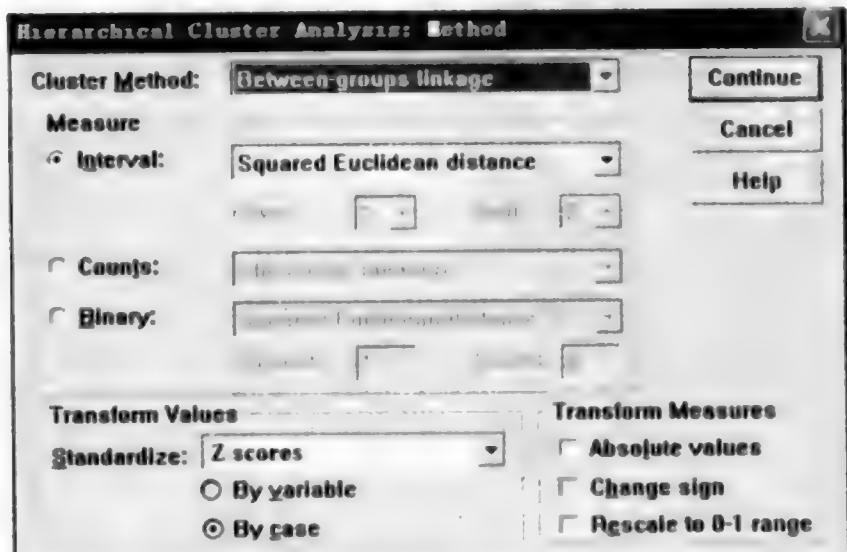 Hierarchical Cluster Analysis: Method
Cluster Method: Between-groups linkage
Continue
Measure
Cancel
Interval: Squared Euclidean distance
Help
Counts:
Binary:
Transform Values
Transform Measures
Standardize: Z scores
Absolute values
By variable
Change sign
By case
Rescale to 0-1 range